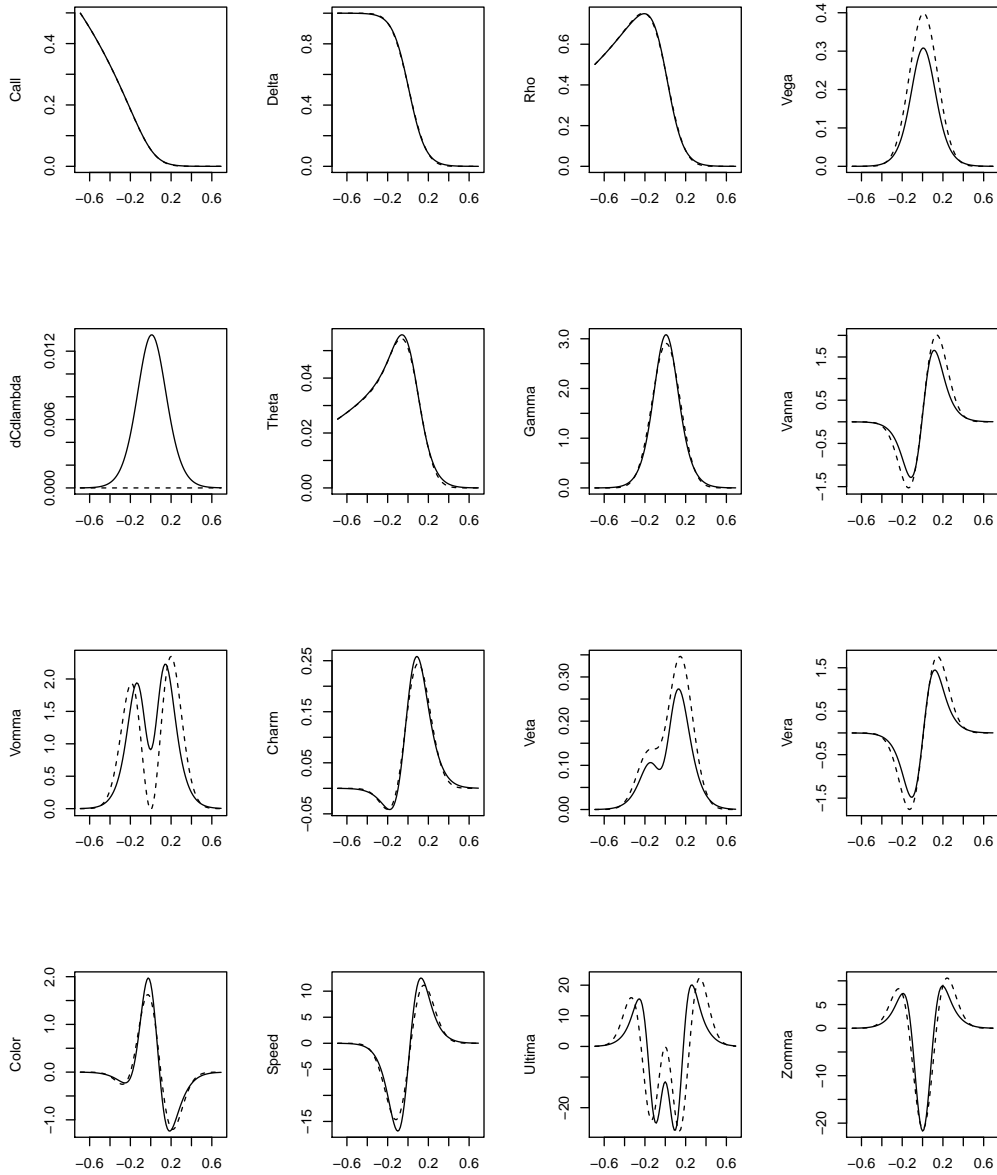 Call
0.0 0.2 0.4
−0.6 −0.2 0.2 0.6
Delta
0.0 0.4 0.8
−0.6 −0.2 0.2 0.6
Rho
0.0 0.2 0.4 0.6
−0.6 −0.2 0.2 0.6
Vega
0.0 0.1 0.2 0.3 0.4
−0.6 −0.2 0.2 0.6
dCdlambda
0.000 0.006 0.012
−0.6 −0.2 0.2 0.6
Theta
0.00 0.02 0.04
−0.6 −0.2 0.2 0.6
Gamma
0.0 1.0 2.0 3.0
−0.6 −0.2 0.2 0.6
Vanna
−1.5 −0.5 0.5 1.5
−0.6 −0.2 0.2 0.6
Vomma
0.0 0.5 1.0 1.5 2.0
−0.6 −0.2 0.2 0.6
Charm
−0.05 0.05 0.15 0.25
−0.6 −0.2 0.2 0.6
Veta
0.00 0.10 0.20 0.30
−0.6 −0.2 0.2 0.6
Vera
−1.5 −0.5 0.5 1.5
−0.6 −0.2 0.2 0.6
Color
−1.0 0.0 1.0 2.0
−0.6 −0.2 0.2 0.6
Speed
−15 −5 0 5 10
−0.6 −0.2 0.2 0.6
Ultima
−20 0 10 20
−0.6 −0.2 0.2 0.6
Zomma
−20 −10 0 5
−0.6 −0.2 0.2 0.6